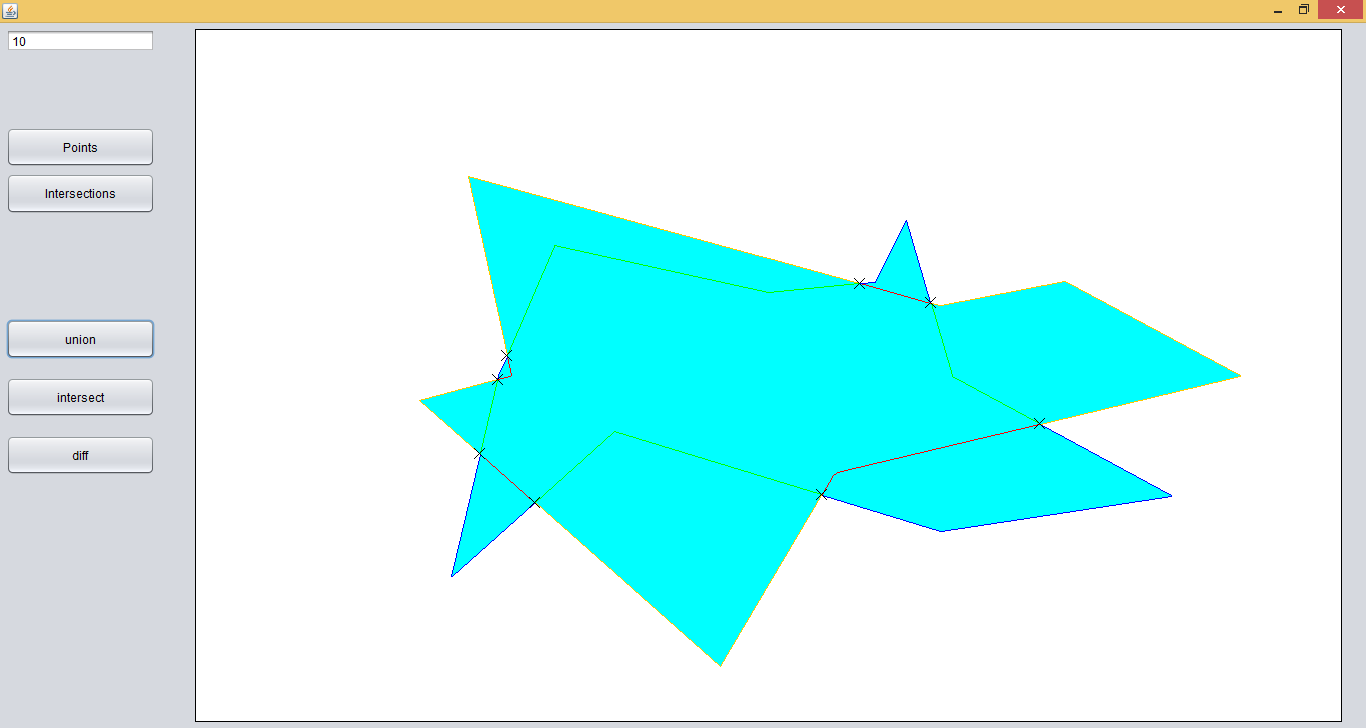 10
Points
Intersections
union
intersect
diff